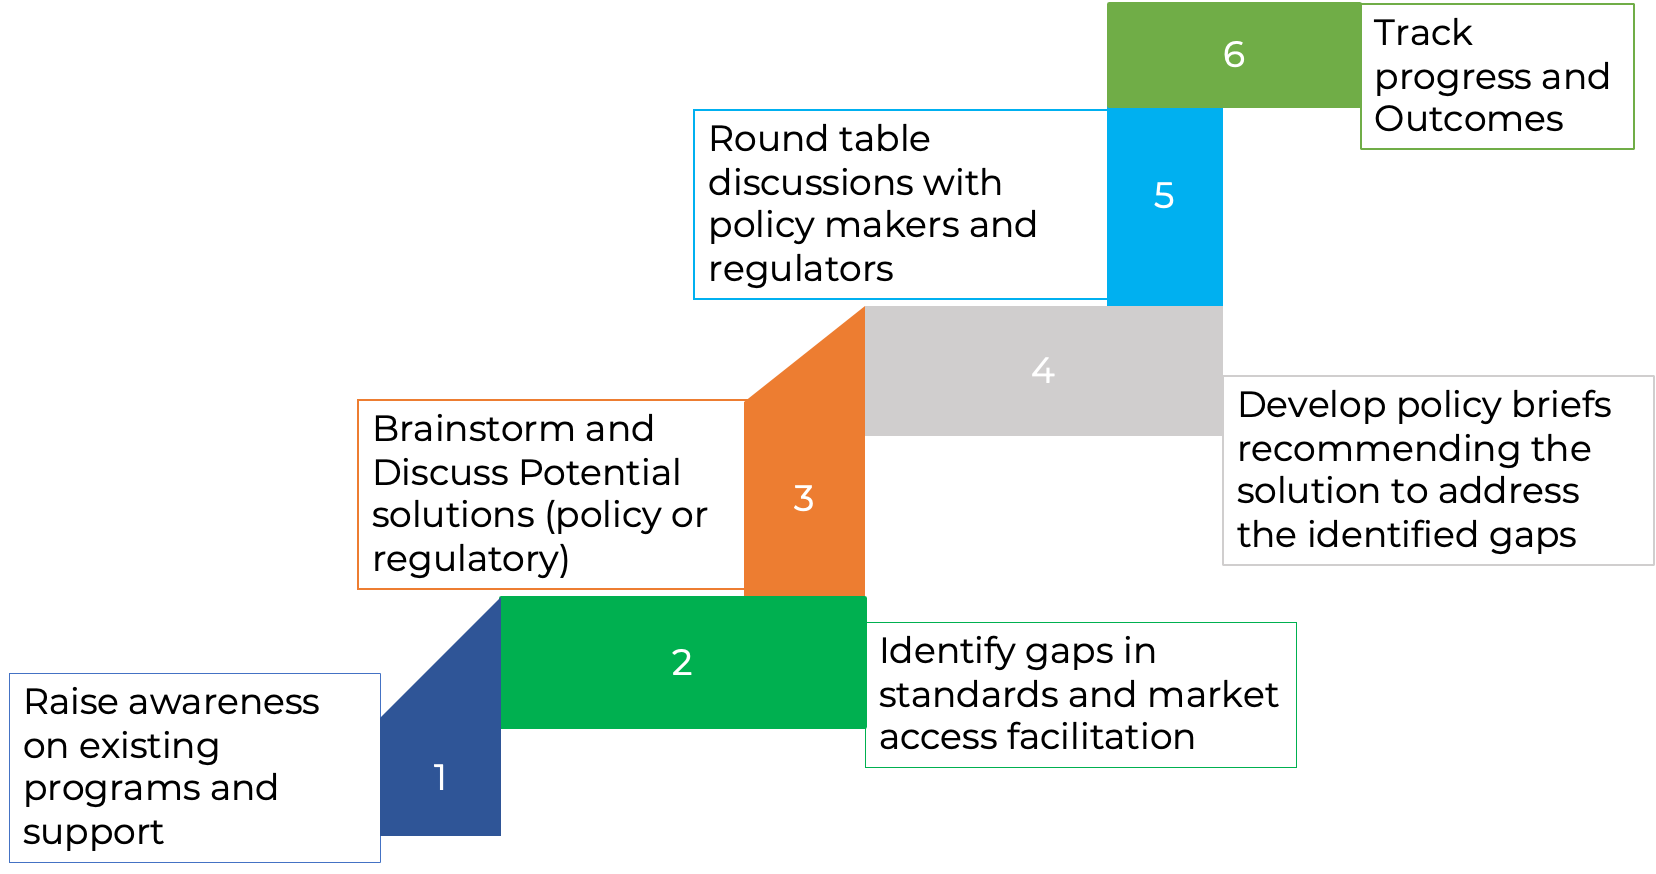 6
Track
progress and
Outcomes
Round table
discussions with
policy makers and
regulators
5
4
Develop policy briefs
recommending the
solution to address
the identified gaps
Brainstorm and
Discuss Potential
solutions (policy or
regulatory)
3
2
Identify gaps in
standards and market
access facilitation
Raise awareness
on existing
programs and
support
1